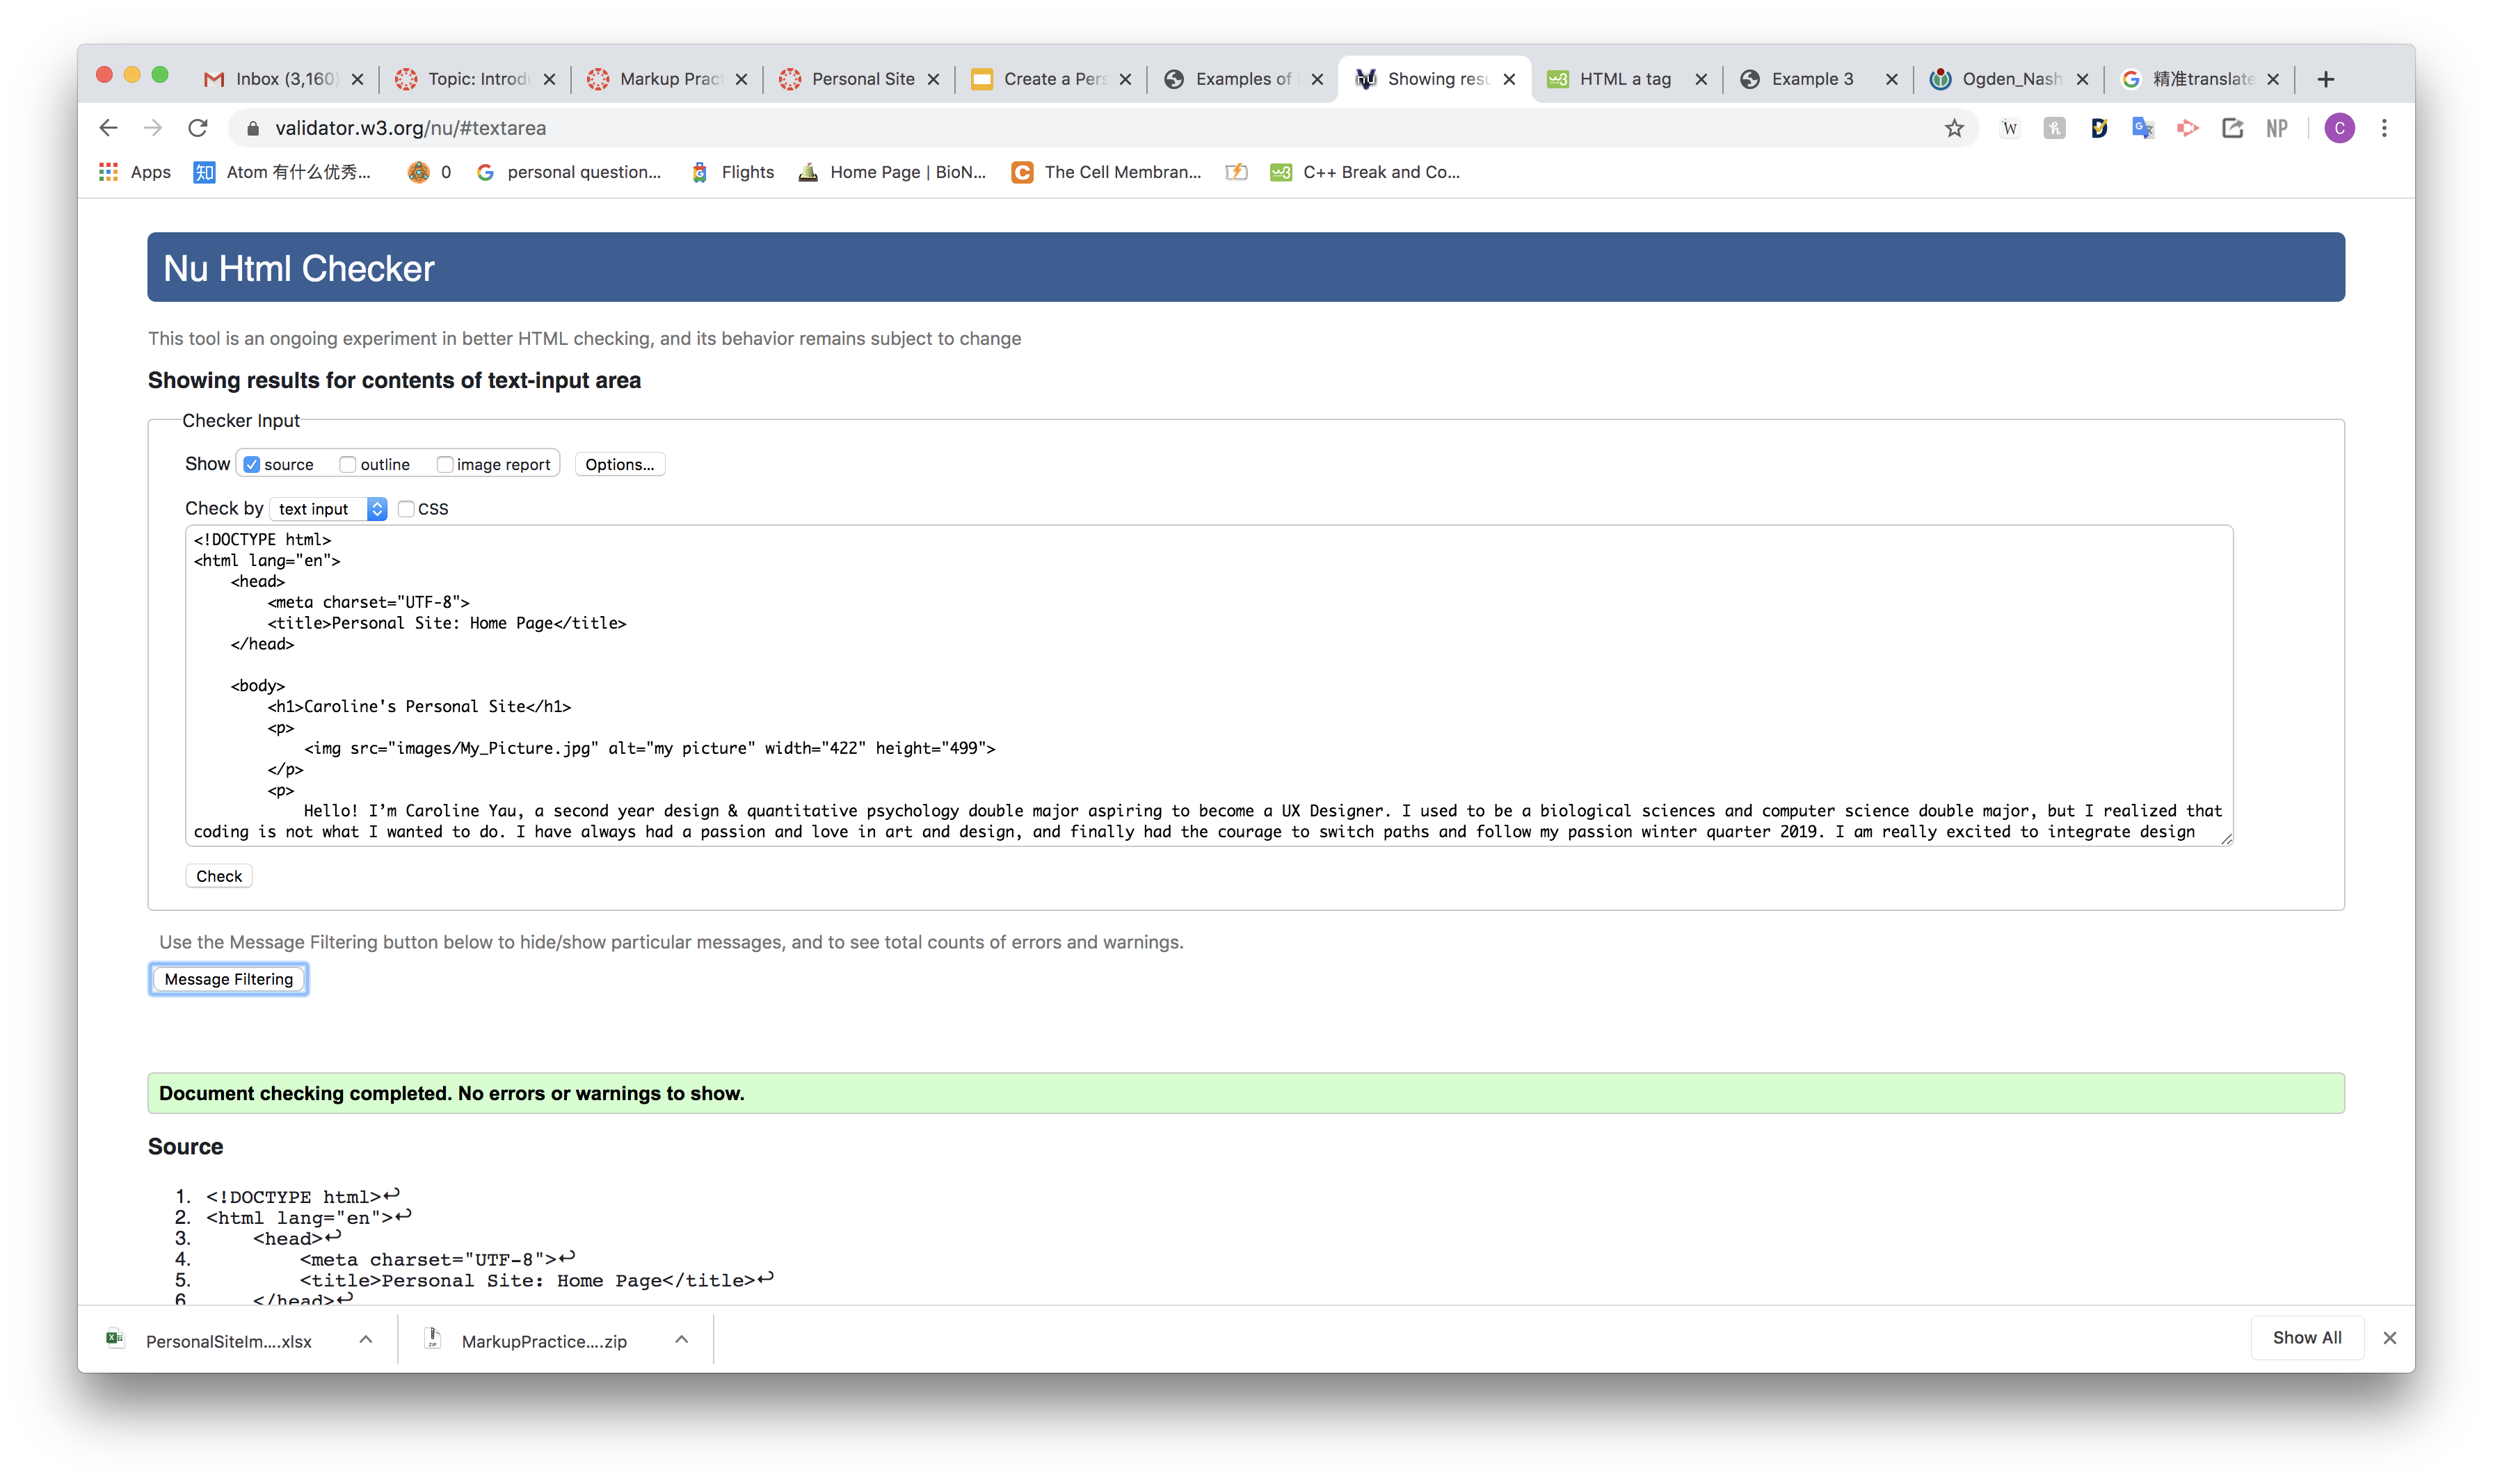 Inbox (3,160) Topic: Introdu Markup Prac Personal Site Create a Pers Examples of Showing resu HTML a tag Example 3 Ogden_Nash 精准translate
validator.w3.org/nu/#textarea W NP C
Apps 知 Atom 有什么优秀... 0 personal question... Flights Home Page | BioN... The Cell Membran... C++ Break and Co...
Nu Html Checker
This tool is an ongoing experiment in better HTML checking, and its behavior remains subject to change
Showing results for contents of text-input area
Checker Input
Show source outline image report Options...
Check by text input CSS
<!DOCTYPE html>
<html lang="en">
<head>
<meta charset="UTF-8">
<title>Personal Site: Home Page</title>
</head>
<body>
<h1>Caroline's Personal Site</h1>
<p>
<img src="images/My_Picture.jpg" alt="my picture" width="422" height="499">
</p>
<p>
Hello! I’m Caroline Yau, a second year design & quantitative psychology double major aspiring to become a UX Designer. I used to be a biological sciences and computer science double major, but I realized that
coding is not what I wanted to do. I have always had a passion and love in art and design, and finally had the courage to switch paths and follow my passion winter quarter 2019. I am really excited to integrate design
Check
Use the Message Filtering button below to hide/show particular messages, and to see total counts of errors and warnings.
Message Filtering
Document checking completed. No errors or warnings to show.
Source
1. <!DOCTYPE html>↩
2. <html lang="en">↩
3. <head>↩
4. <meta charset="UTF-8">↩
5. <title>Personal Site: Home Page</title>↩
6. </head>↩
PersonalSiteIm....xlsx MarkupPractice....zip Show All